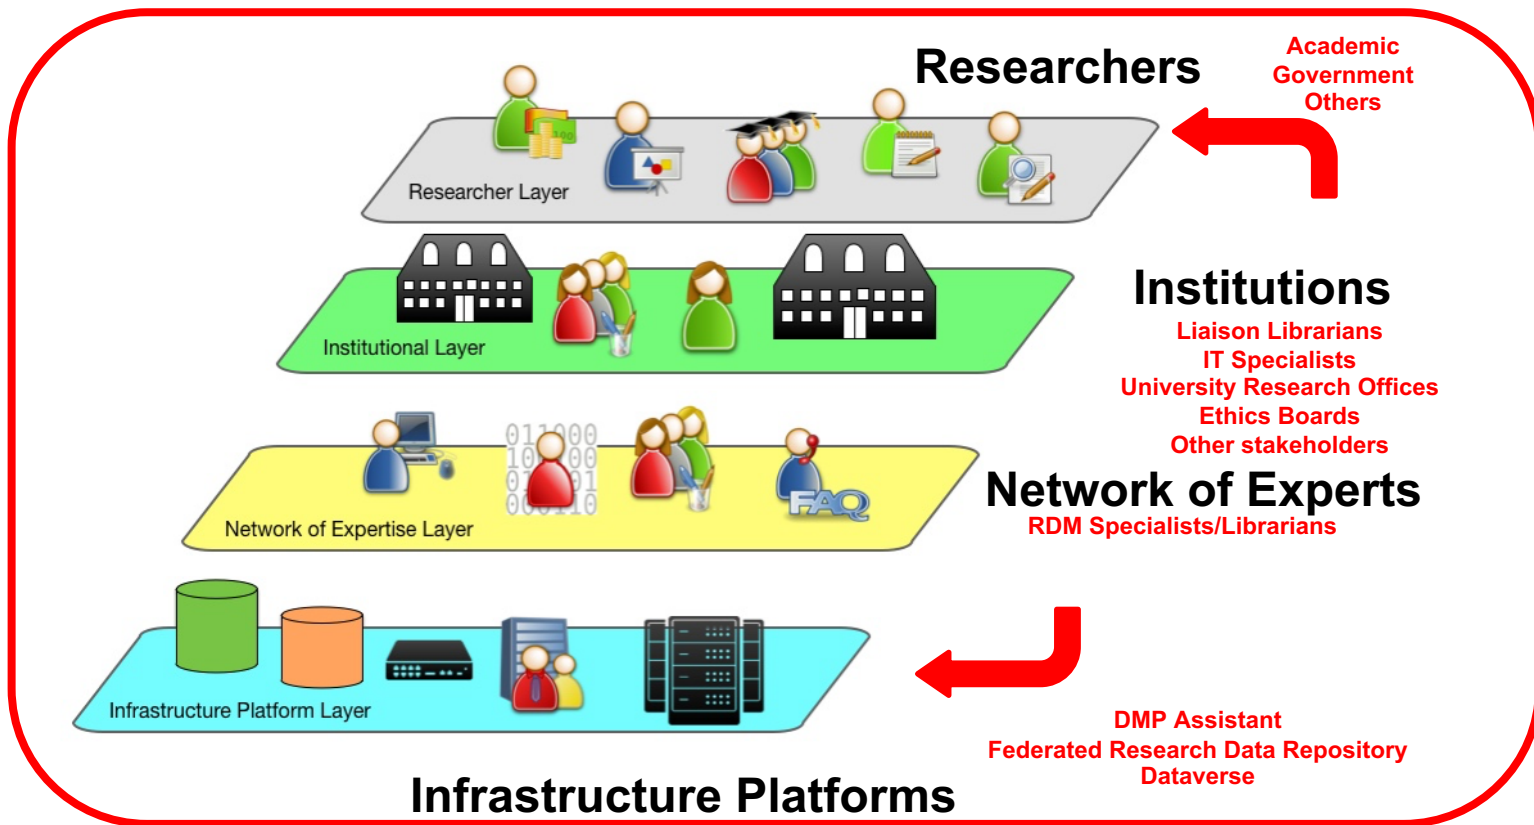 Researchers
Academic
Government
Others
Researcher Layer
100
Institutions
Liaison Librarians
IT Specialists
University Research Offices
Ethics Boards
Other stakeholders
Institutional Layer
Network of Experts
RDM Specialists/Librarians
011000
FAQ
Network of Expertise Layer
Infrastructure Platform Layer
DMP Assistant
Federated Research Data Repository
Dataverse
Infrastructure Platforms